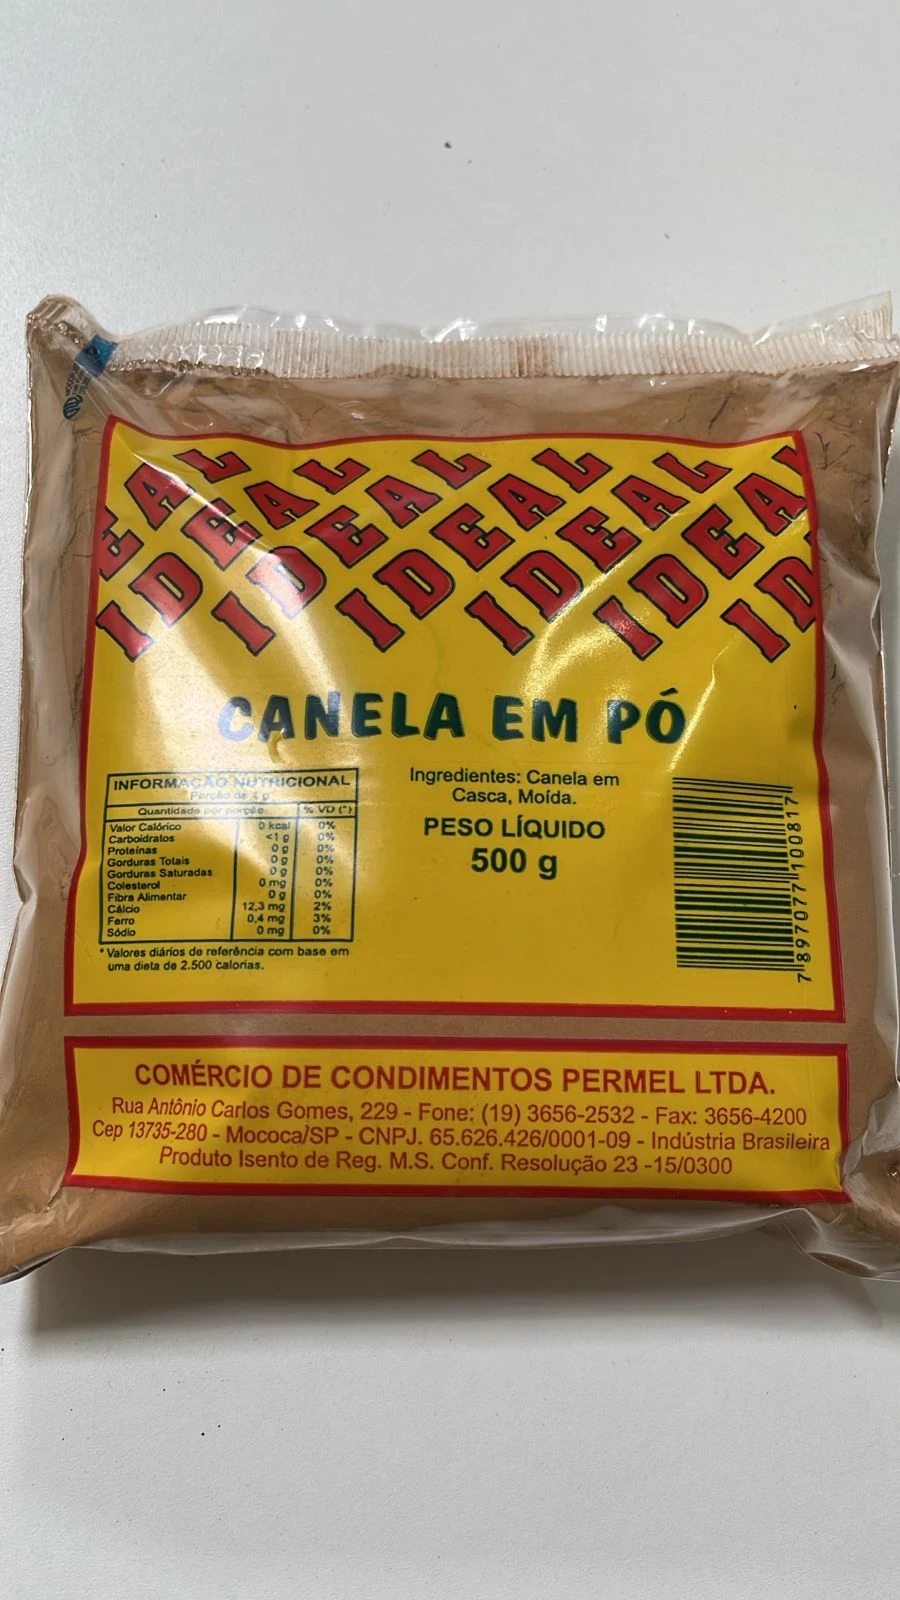 EAL IDEAL IDEAL IDEAL IDEAL IDEA ID
CANELA EM PÓ
INFORMAÇÃO NUTRICIONAL
Porção de 4 g
Quantidade por porção % VD (*)
Valor Calórico 0 kcal 0%
Carboidratos <1 g 0%
Proteínas 0 g 0%
Gorduras Totais 0 g 0%
Gorduras Saturadas 0 g 0%
Colesterol 0 mg 0%
Fibra Alimentar 0 g 0%
Cálcio 12,3 mg 2%
Ferro 0,4 mg 3%
Sódio 0 mg 0%
* Valores diários de referência com base em
uma dieta de 2.500 calorias.
Ingredientes: Canela em
Casca, Moída.
PESO LÍQUIDO
500 g
7 897077 100817
COMÉRCIO DE CONDIMENTOS PERMEL LTDA.
Rua Antônio Carlos Gomes, 229 - Fone: (19) 3656-2532 - Fax: 3656-4200
Cep 13735-280 - Mococa/SP - CNPJ. 65.626.426/0001-09 - Indústria Brasileira
Produto Isento de Reg. M.S. Conf. Resolução 23 -15/0300